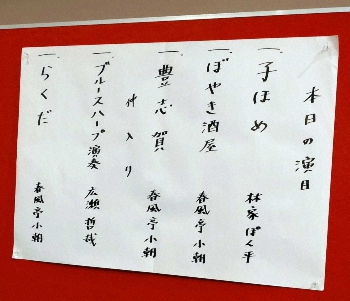 本日の演目
一、子ほめ 林家ぽん平
一、ぼやき酒屋 春風亭小朝
一、豊志賀 春風亭小朝
仲入り
一、ブルースハープ演奏 広瀬哲哉
一、らくだ 春風亭小朝